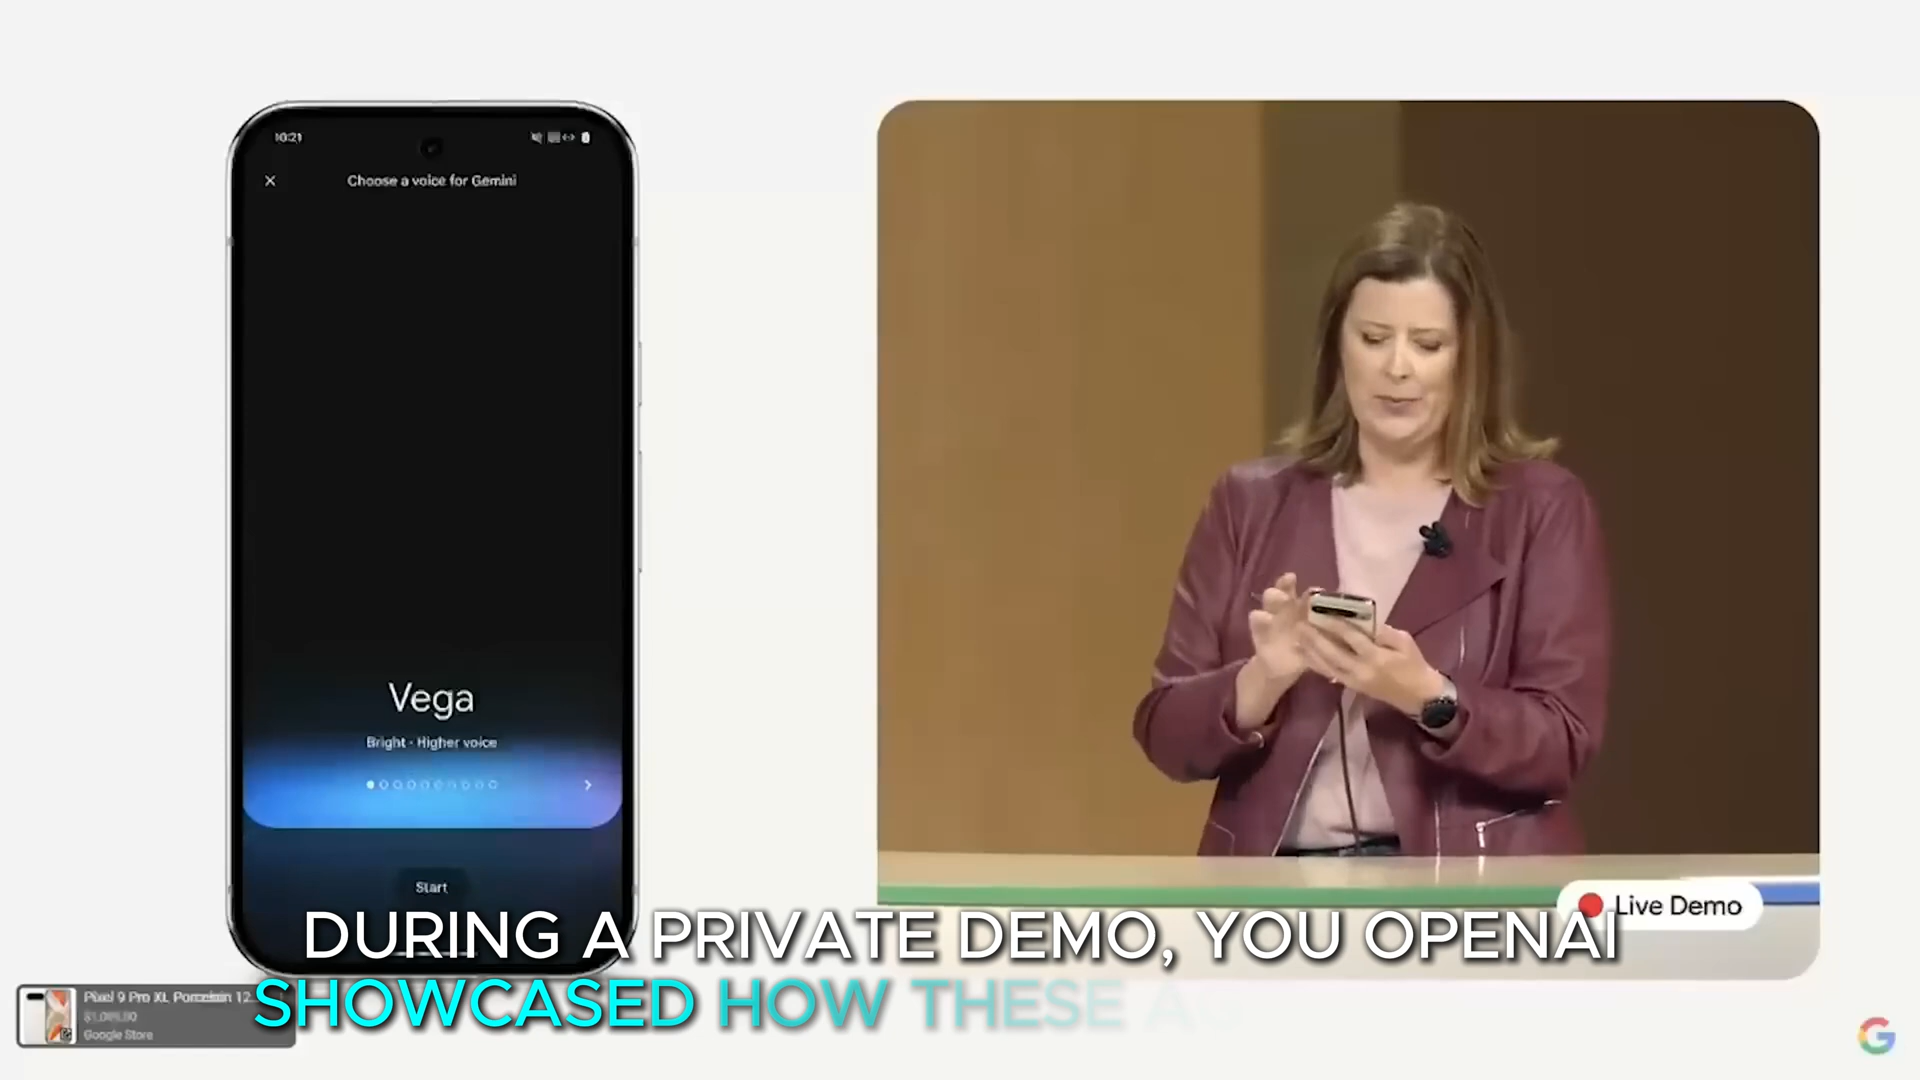 10:21
Choose a voice for Gemini
Vega
Bright · Higher voice
Start
Live Demo
DURING A PRIVATE DEMO, YOU OPENAI
SHOWCASED HOW THESE
Pixel 9 Pro XL Porcelain 12...
Google Store